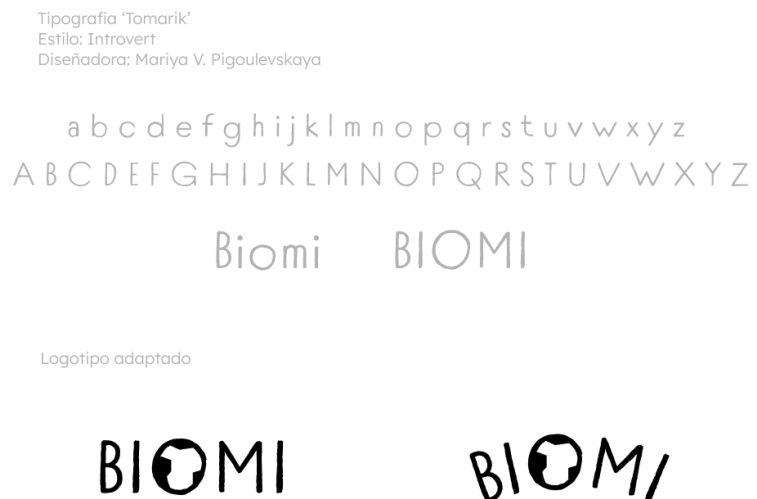 Tipografía ‘Tomarik’
Estilo: Introvert
Diseñadora: Mariya V. Pigoulevskaya
a b c d e f g h i j k l m n o p q r s t u v w x y z
A B C D E F G H I J K L M N O P Q R S T U V W X Y Z
Biomi BIOMI
Logotipo adaptado
BIOMI BIOMI